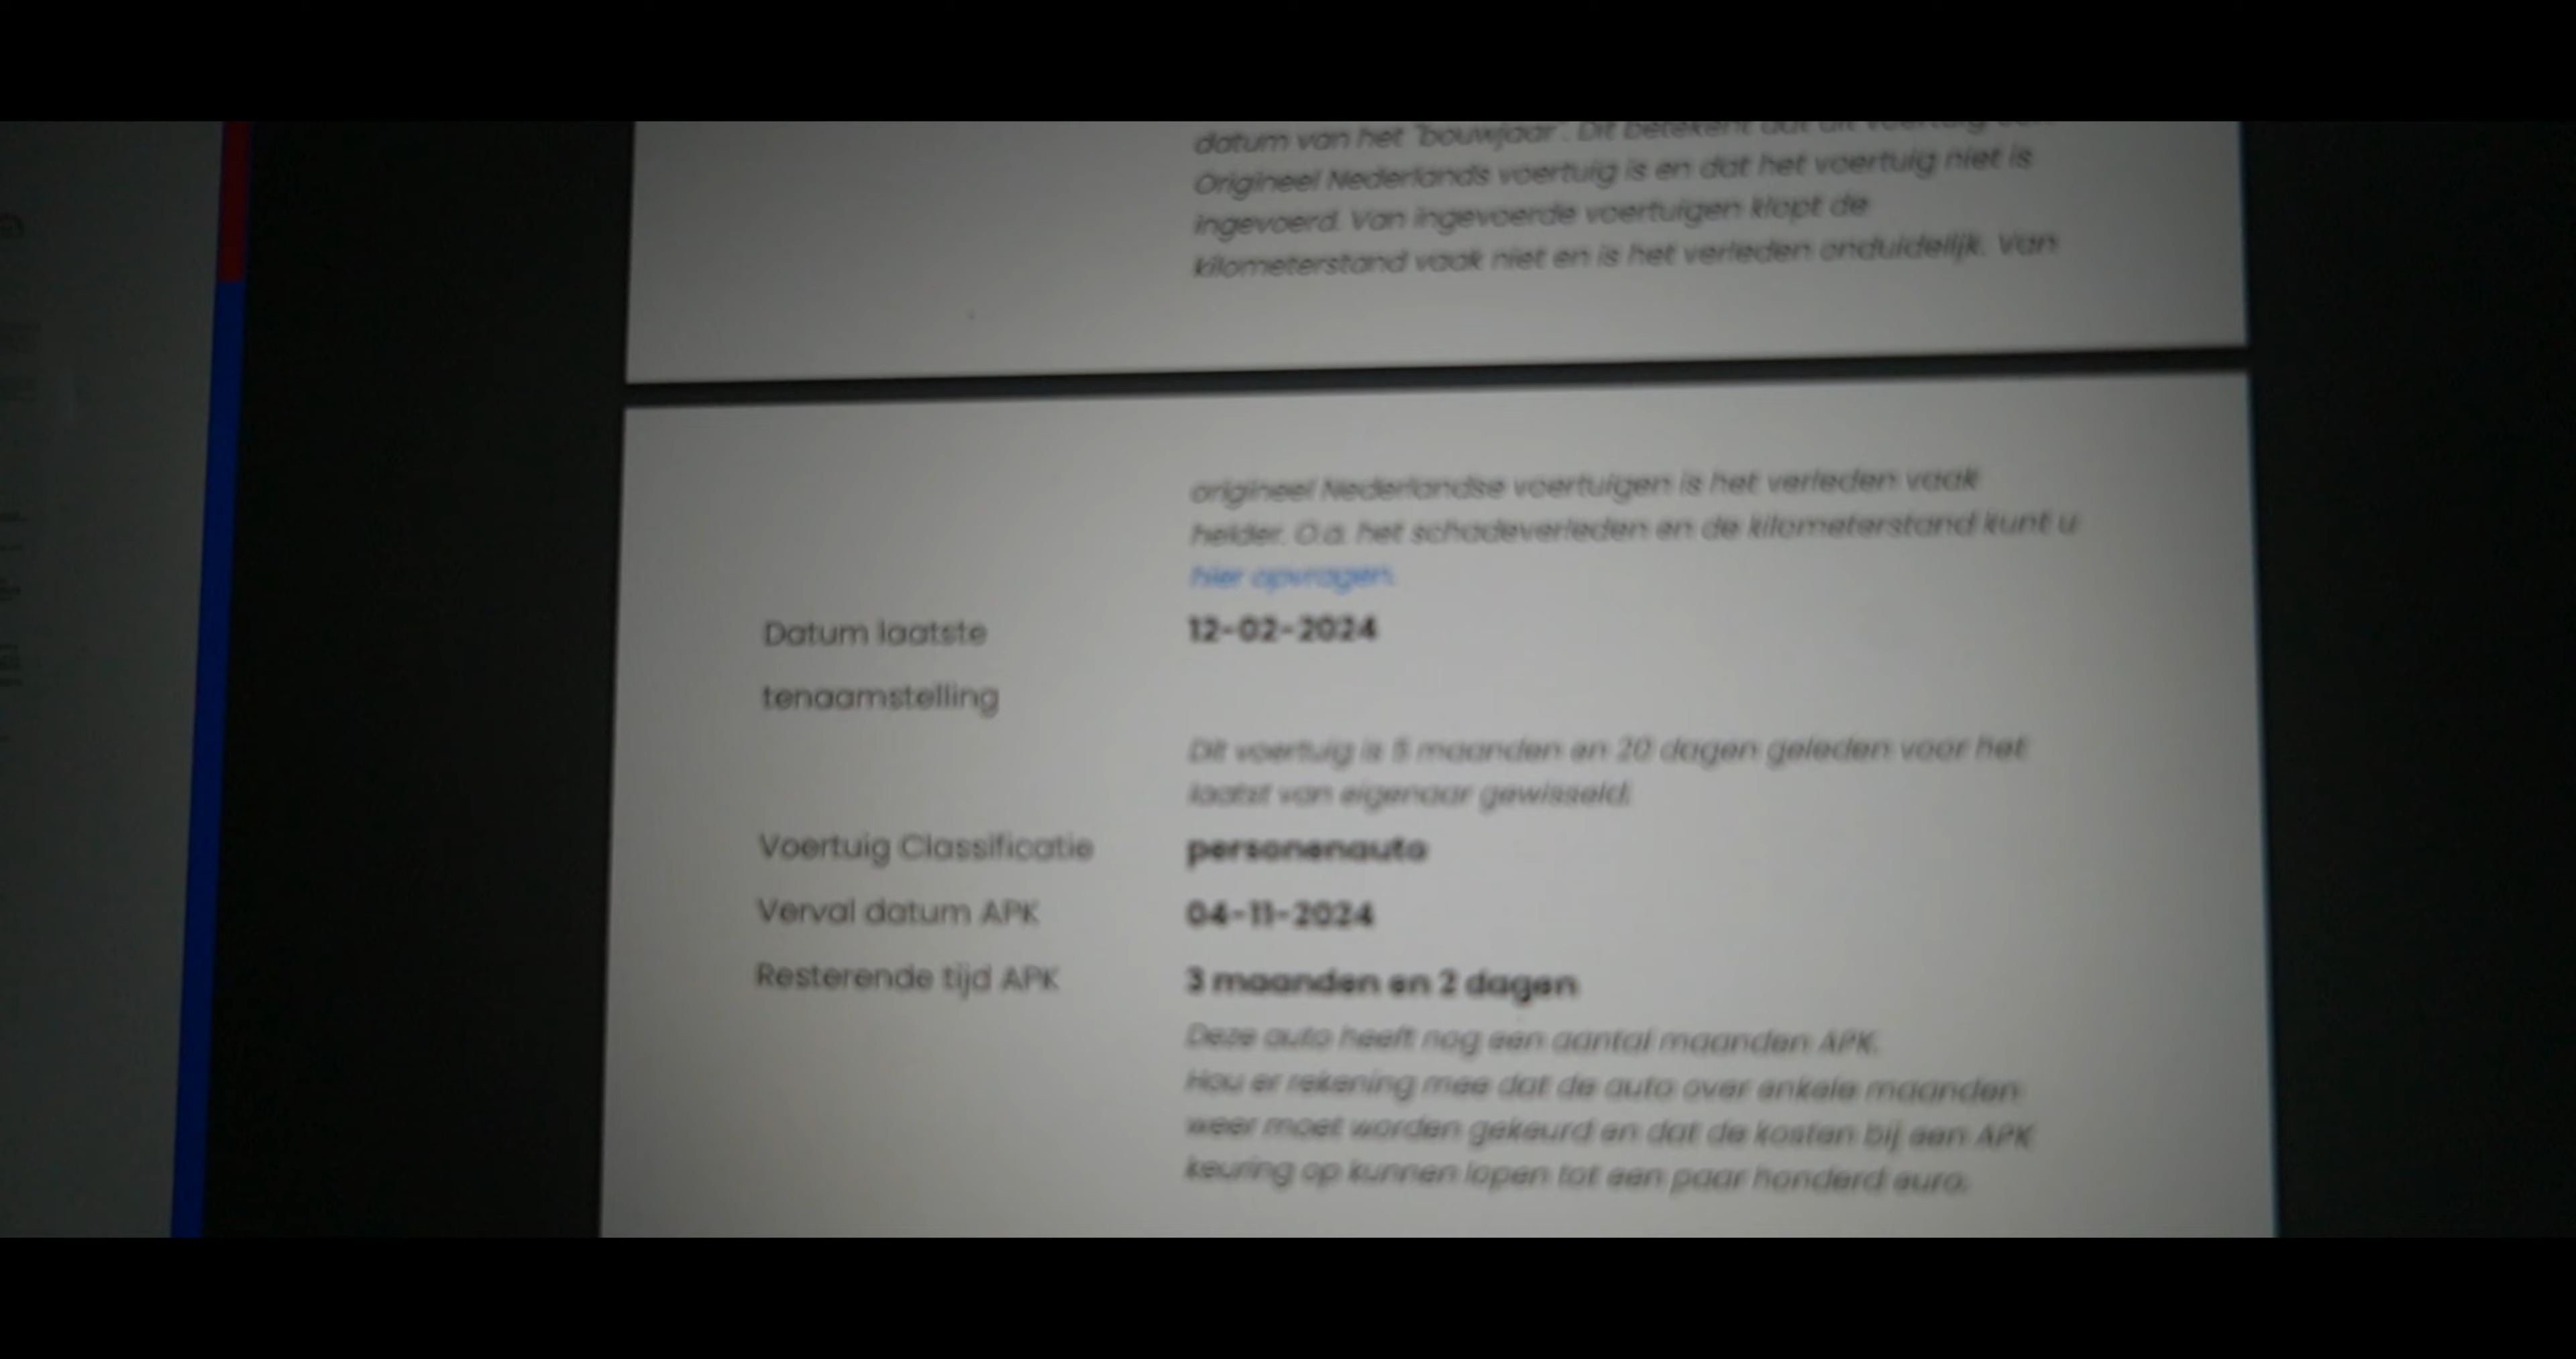 datum van het "bouwjaar". Dit betekent dat dit voertuig een
Origineel Nederlands voertuig is en dat het voertuig niet is
ingevoerd. Van ingevoerde voertuigen klopt de
kilometerstand vaak niet en is het verleden onduidelijk. Van
origineel Nederlandse voertuigen is het verleden vaak
helder. O.a. het schadeverleden en de kilometerstand kunt u
hier opvragen.
Datum laatste 12-02-2024
tenaamstelling
Dit voertuig is 5 maanden en 20 dagen geleden voor het
laatst van eigenaar gewisseld.
Voertuig Classificatie personenauto
Verval datum APK 04-11-2024
Resterende tijd APK 3 maanden en 2 dagen
Deze auto heeft nog een aantal maanden APK.
Hou er rekening mee dat de auto over enkele maanden
weer moet worden gekeurd en dat de kosten bij een APK
keuring op kunnen lopen tot een paar honderd euro.